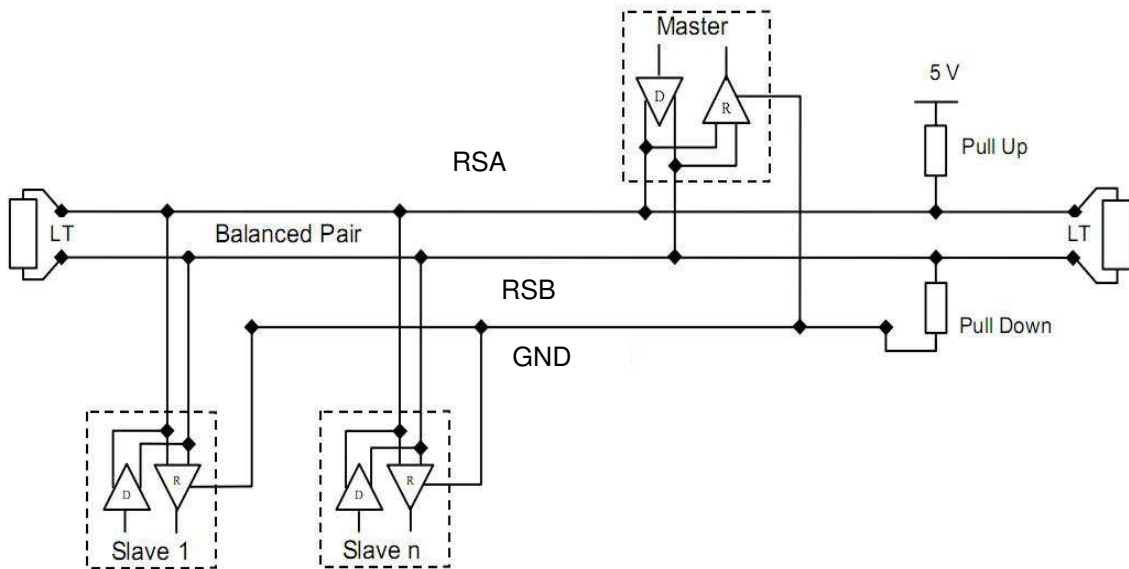 Master
D
R
5 V
Pull Up
RSA
LT
Balanced Pair
LT
RSB
Pull Down
GND
D
R
D
R
Slave 1
Slave n